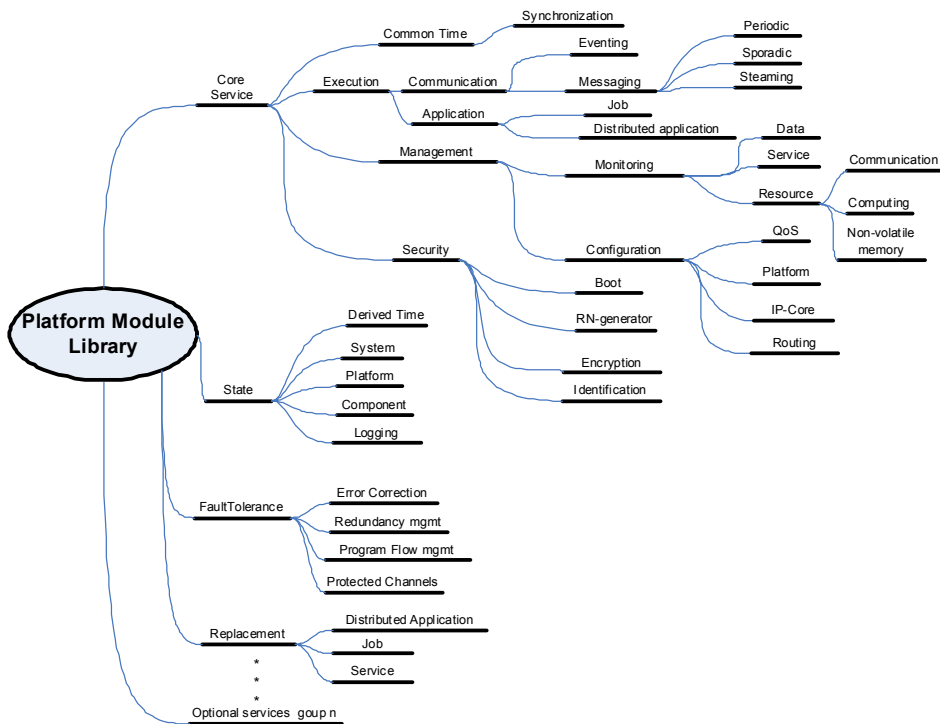 Platform Module
Library
Core
Service
Common Time
Synchronization
Execution
Communication
Eventing
Messaging
Periodic
Sporadic
Steaming
Application
Job
Distributed application
Management
Monitoring
Data
Service
Resource
Communication
Computing
Non-volatile
memory
Configuration
QoS
Platform
IP-Core
Routing
Security
Boot
RN-generator
Encryption
Identification
State
Derived Time
System
Platform
Component
Logging
FaultTolerance
Error Correction
Redundancy mgmt
Program Flow mgmt
Protected Channels
Replacement
Distributed Application
Job
Service
*
*
*
Optional services goup n